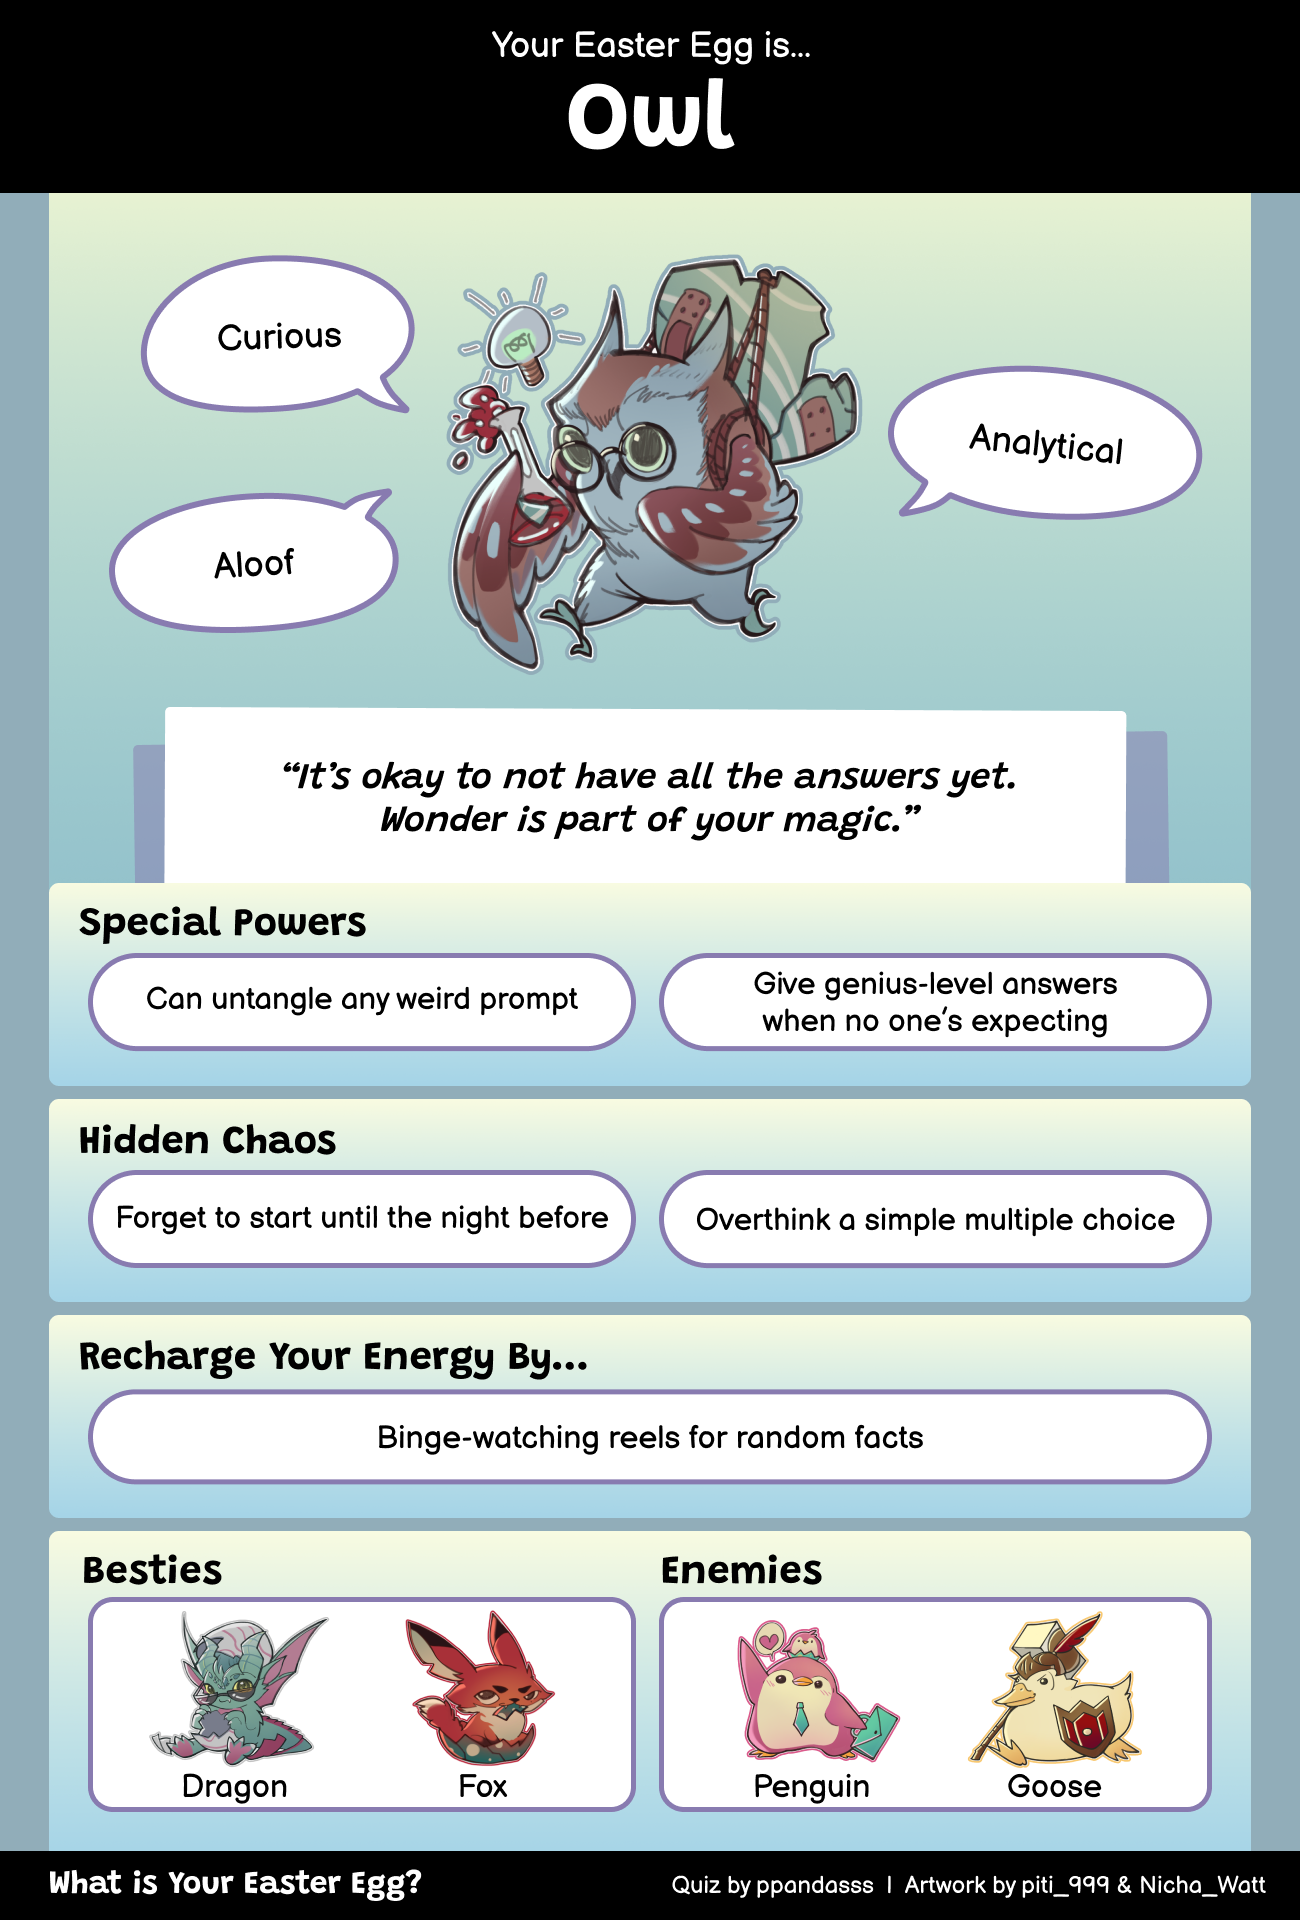 Your Easter Egg is...
Owl
Curious
Analytical
Aloof
“It’s okay to not have all the answers yet.
Wonder is part of your magic.”
Special Powers
Can untangle any weird prompt
Give genius-level answers
when no one’s expecting
Hidden Chaos
Forget to start until the night before
Overthink a simple multiple choice
Recharge Your Energy By...
Binge-watching reels for random facts
Besties
Dragon
Fox
Enemies
Penguin
Goose
What is Your Easter Egg?
Quiz by ppandasss | Artwork by piti_999 & Nicha_Watt